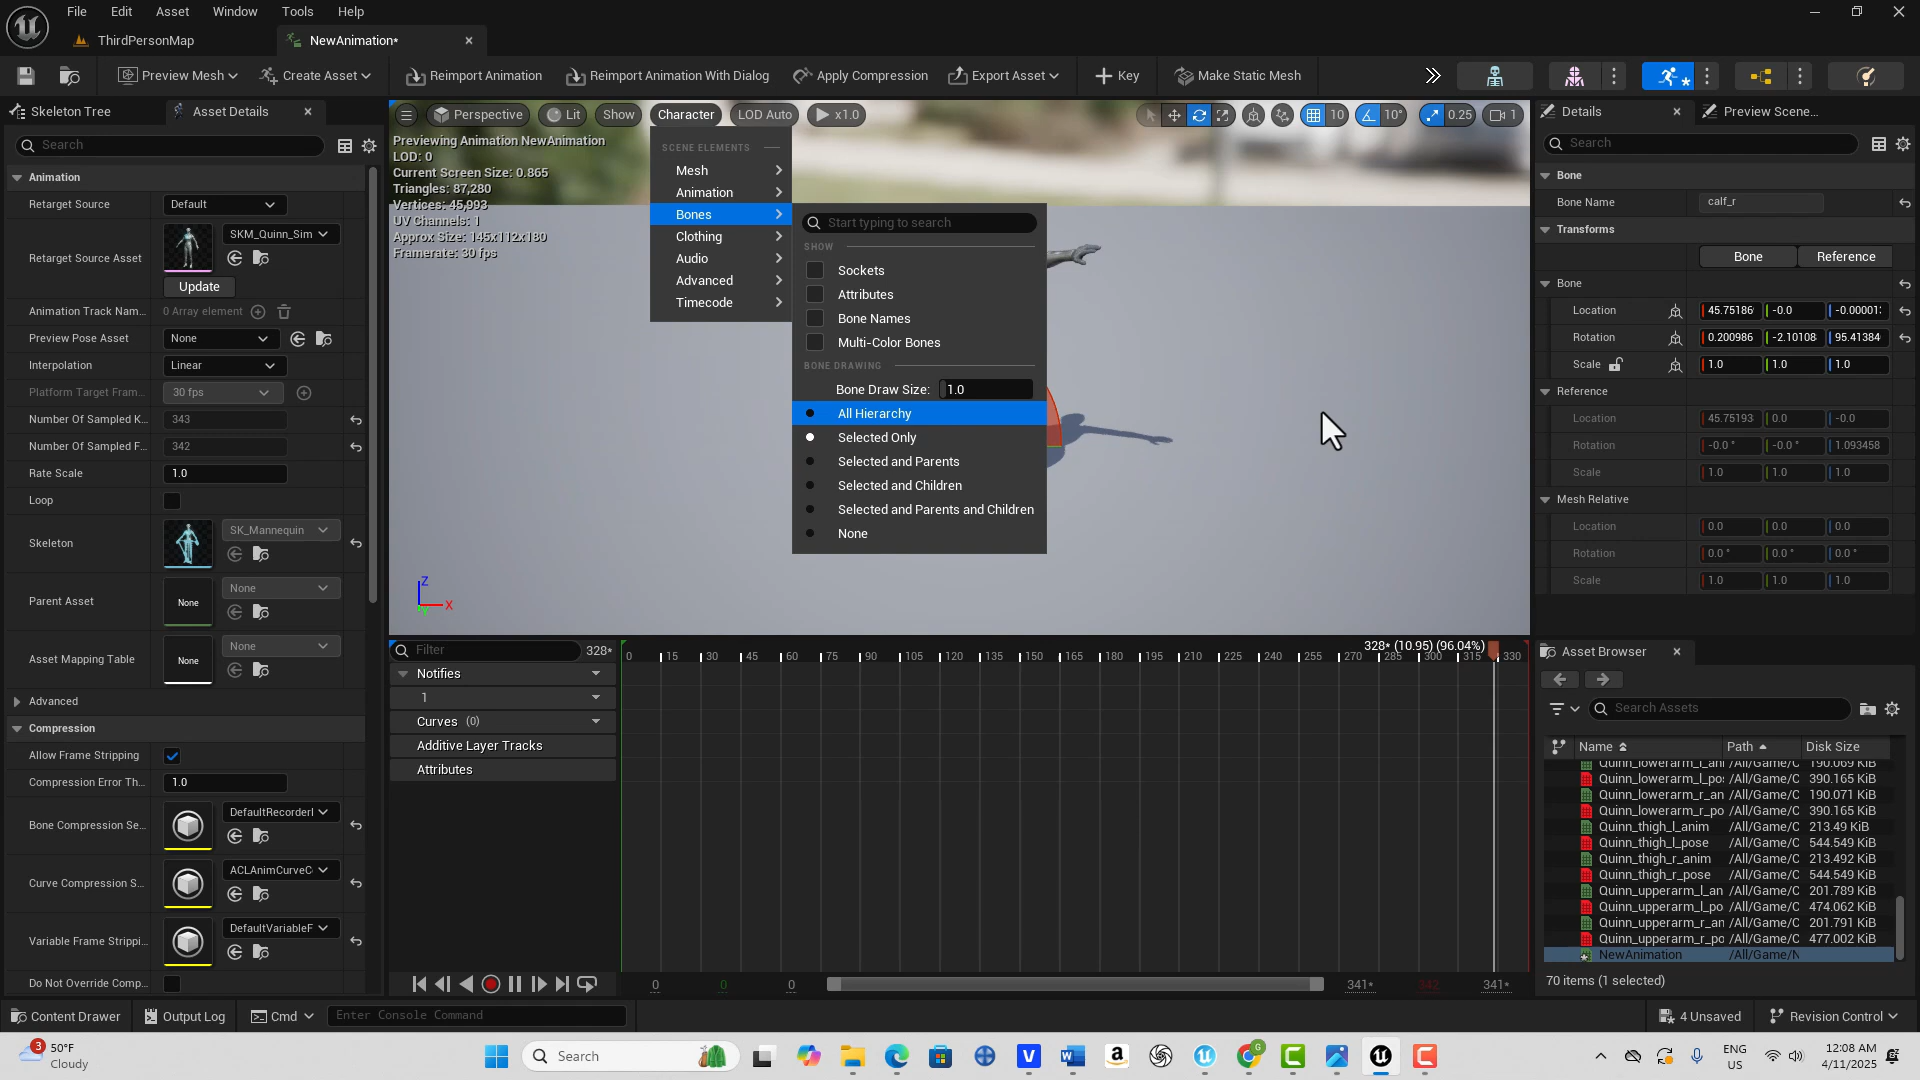 File Edit Asset Window Tools Help
ThirdPersonMap
NewAnimation*
Preview Mesh
Create Asset
Reimport Animation
Reimport Animation With Dialog
Apply Compression
Export Asset
Key
Make Static Mesh
Skeleton Tree
Asset Details
Search
Animation
Retarget Source Default
Retarget Source Asset SKM_Quinn_Sim
Update
Animation Track Nam... 0 Array element
Preview Pose Asset None
Interpolation Linear
Platform Target Fram... 30 fps
Number Of Sampled K... 343
Number Of Sampled F... 342
Rate Scale 1.0
Loop
Skeleton SK_Mannequin
Parent Asset None None
Asset Mapping Table None None
Advanced
Compression
Allow Frame Stripping
Compression Error Th... 1.0
Bone Compression Se... DefaultRecorder
Curve Compression S... ACLAnimCurveC
Variable Frame Strippi... DefaultVariableF
Do Not Override Comp...
Perspective Lit Show Character LOD Auto x1.0
10 10° 0.25 1
Previewing Animation NewAnimation
LOD: 0
Current Screen Size: 0.865
Triangles: 87,280
Vertices: 45,993
UV Channels: 1
Approx Size: 145x112x180
Framerate: 30 fps
SCENE ELEMENTS
Mesh
Animation
Bones
Clothing
Audio
Advanced
Timecode
Start typing to search
SHOW
Sockets
Attributes
Bone Names
Multi-Color Bones
BONE DRAWING
Bone Draw Size: 1.0
All Hierarchy
Selected Only
Selected and Parents
Selected and Children
Selected and Parents and Children
None
Z
X
Y
Filter 328*
Notifies
1
Curves (0)
Additive Layer Tracks
Attributes
328* (10.95) (96.04%)
0 15 30 45 60 75 90 105 120 135 150 165 180 195 210 225 240 255 270 285 300 315 330
0 0 0 341* 342 341*
Details
Preview Scene...
Search
Bone
Bone Name calf_r
Transforms
Bone Reference
Bone
Location 45.75186 -0.0 -0.00001
Rotation 0.200986 -2.10108 95.41384
Scale 1.0 1.0 1.0
Reference
Location 45.75193 0.0 -0.0
Rotation -0.0 ° -0.0 ° 1.093458
Scale 1.0 1.0 1.0
Mesh Relative
Location 0.0 0.0 0.0
Rotation 0.0 ° 0.0 ° 0.0 °
Scale 1.0 1.0 1.0
Asset Browser
Search Assets
Name Path Disk Size
Quinn_lowerarm_l_ani /All/Game/C 190.069 KiB
Quinn_lowerarm_l_pos /All/Game/C 390.165 KiB
Quinn_lowerarm_r_an /All/Game/C 190.071 KiB
Quinn_lowerarm_r_po /All/Game/C 390.165 KiB
Quinn_thigh_l_anim /All/Game/C 213.49 KiB
Quinn_thigh_l_pose /All/Game/C 544.549 KiB
Quinn_thigh_r_anim /All/Game/C 213.492 KiB
Quinn_thigh_r_pose /All/Game/C 544.549 KiB
Quinn_upperarm_l_an /All/Game/C 201.789 KiB
Quinn_upperarm_l_po /All/Game/C 474.062 KiB
Quinn_upperarm_r_an /All/Game/C 201.791 KiB
Quinn_upperarm_r_po /All/Game/C 477.002 KiB
NewAnimation /All/Game/N
70 items (1 selected)
Content Drawer
Output Log
Cmd
Enter Console Command
4 Unsaved
Revision Control
3
50°F
Cloudy
Search
ENG
US
12:08 AM
4/11/2025